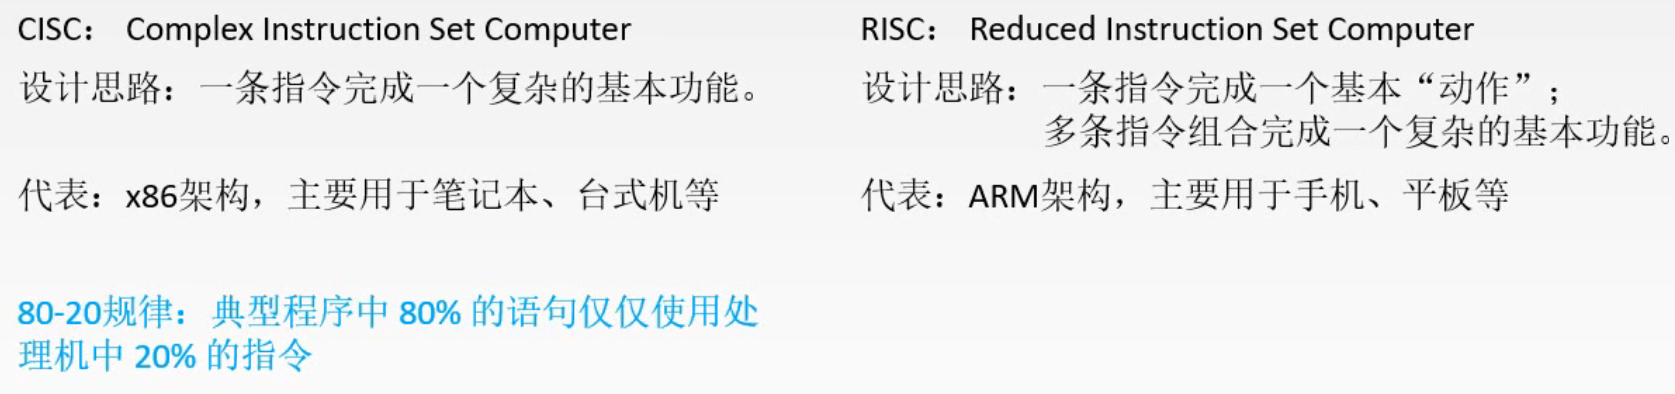 CISC： Complex Instruction Set Computer
设计思路：一条指令完成一个复杂的基本功能。
代表：x86架构，主要用于笔记本、台式机等
80-20规律：典型程序中 80% 的语句仅仅使用处
理机中 20% 的指令
RISC： Reduced Instruction Set Computer
设计思路：一条指令完成一个基本“动作”；
多条指令组合完成一个复杂的基本功能。
代表：ARM架构，主要用于手机、平板等